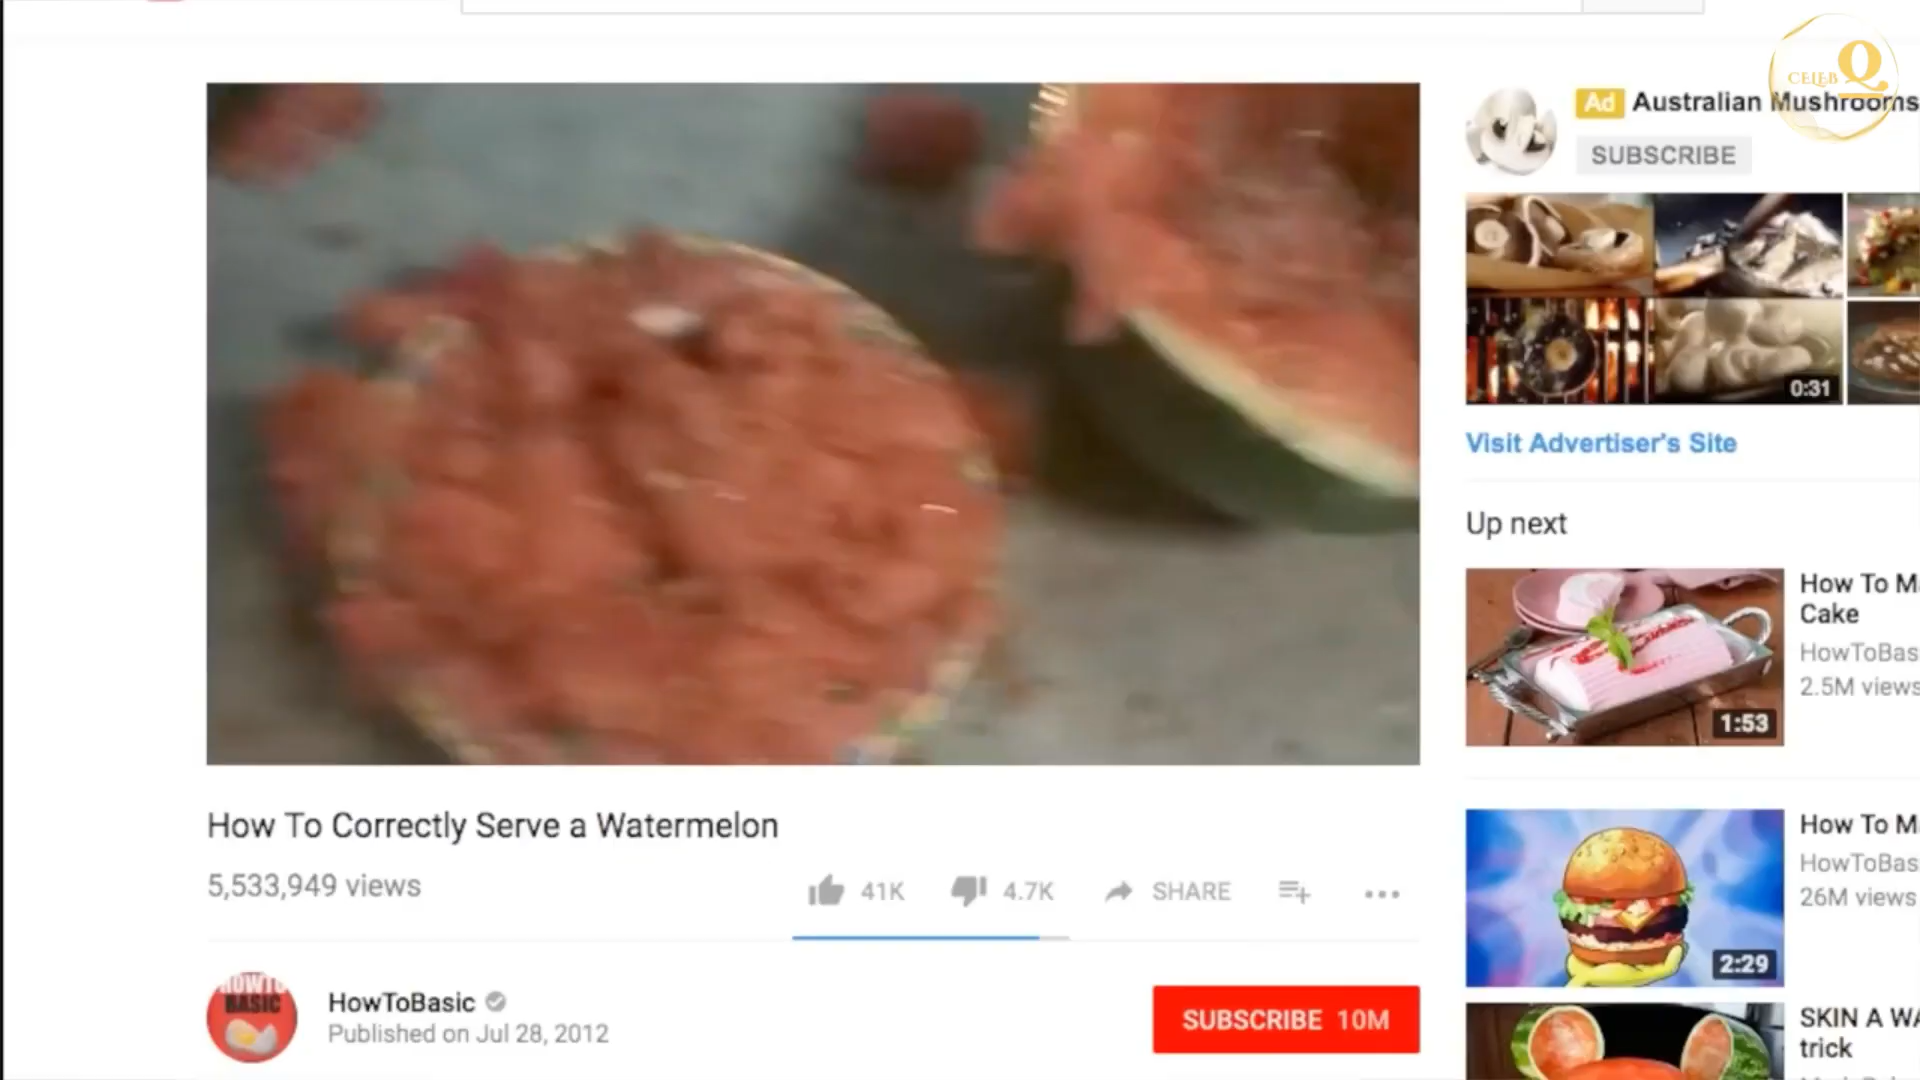 CELEB Q
Ad Australian Mushrooms
SUBSCRIBE
0:31
Visit Advertiser's Site
Up next
How To M
Cake
HowToBas
2.5M views
1:53
How To M
HowToBas
26M views
2:29
SKIN A WA
trick
How To Correctly Serve a Watermelon
5,533,949 views
41K 4.7K SHARE
HOWTO
BASIC
HowToBasic
Published on Jul 28, 2012
SUBSCRIBE 10M